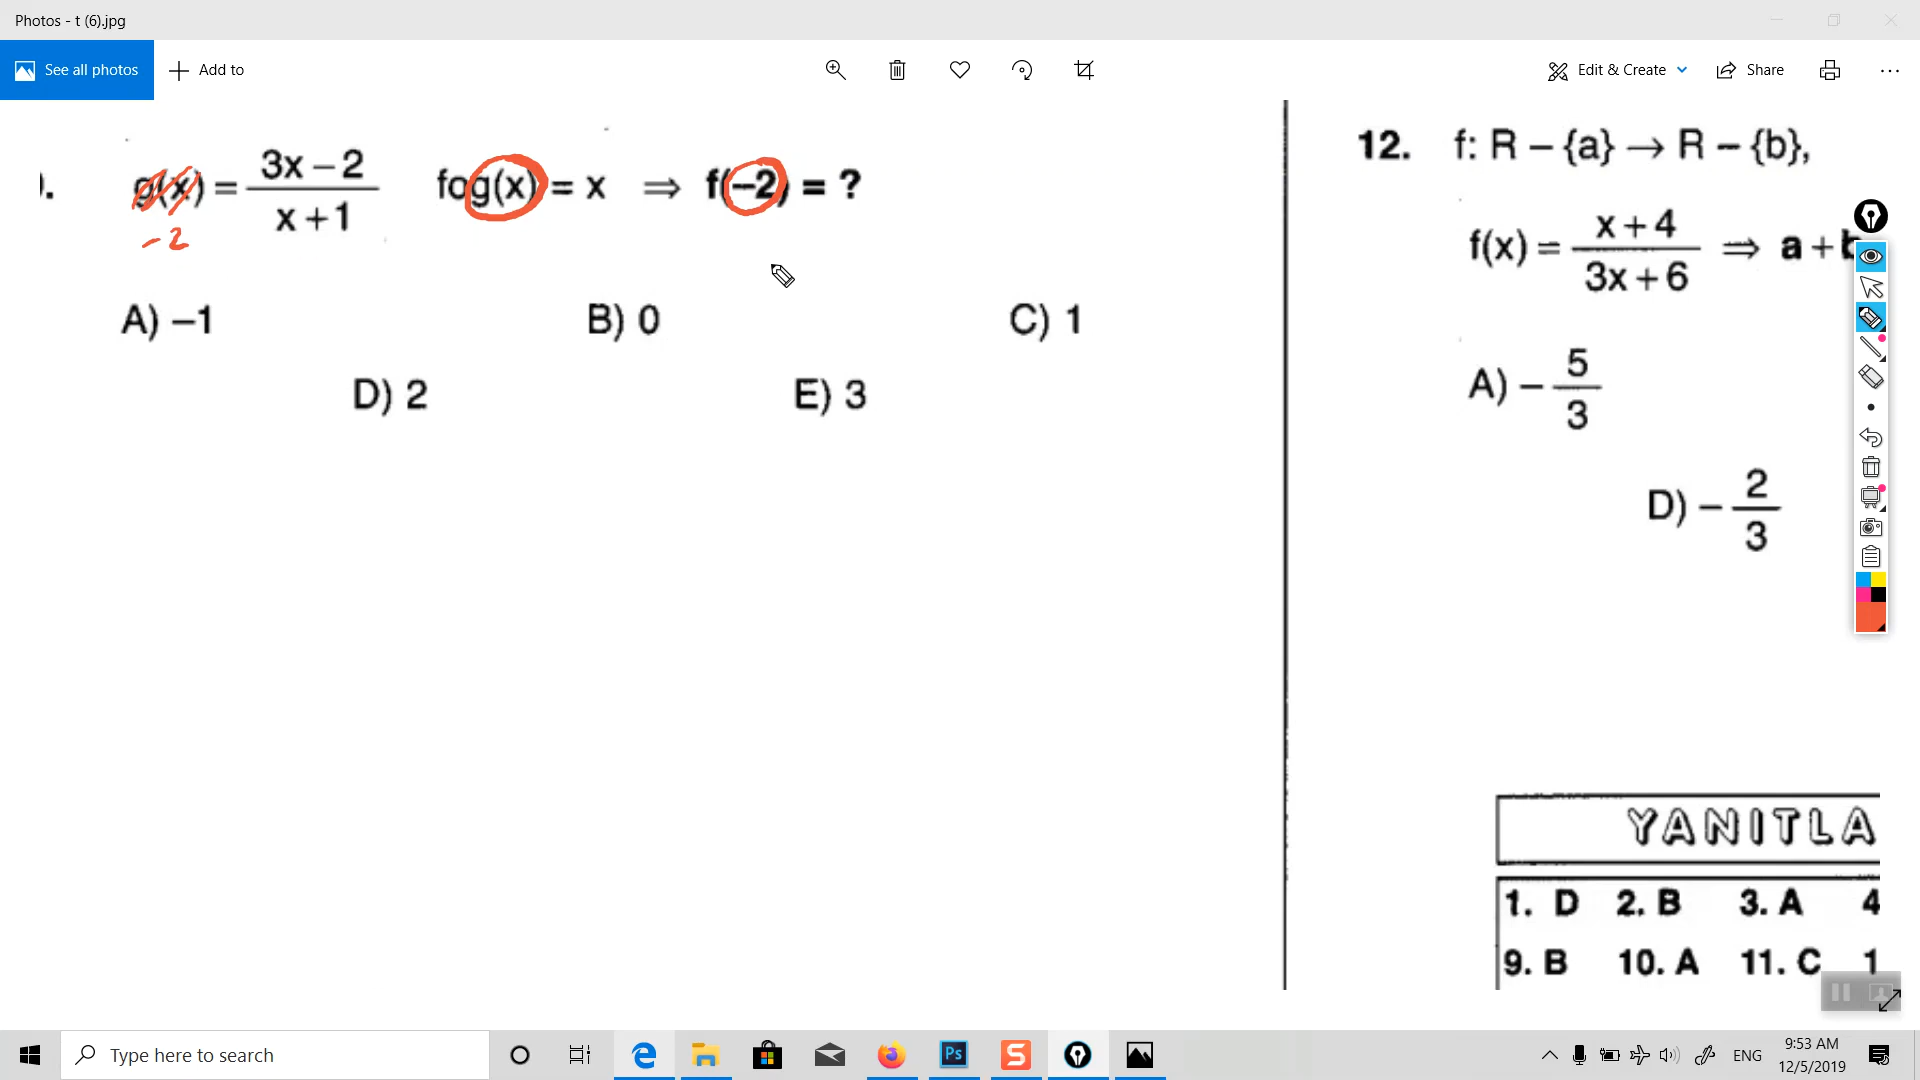 Photos - t (6).jpg
See all photos
Add to
Edit & Create
Share
). g(x) = 3x − 2 / x + 1 fog(x) = x ⇒ f(−2) = ?
−2
A) −1 B) 0 C) 1
D) 2 E) 3
12. f: R − {a} → R − {b},
f(x) = x + 4 / 3x + 6 ⇒ a + b
A) − 5 / 3
D) − 2 / 3
YANITLA
1. D 2. B 3. A 4
9. B 10. A 11. C 1
Ps
S
Type here to search
ENG
9:53 AM
12/5/2019